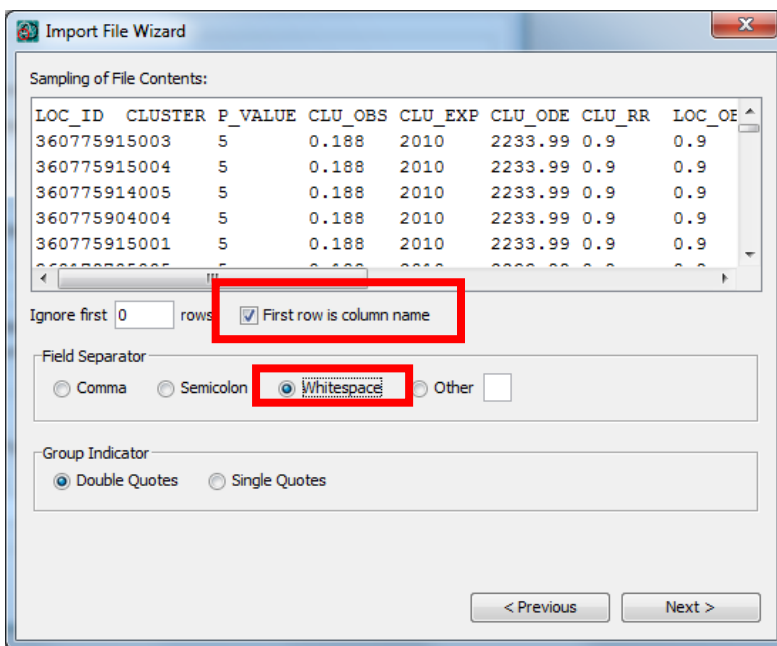 Import File Wizard
Sampling of File Contents:
LOC_ID CLUSTER P_VALUE CLU_OBS CLU_EXP CLU_ODE CLU_RR LOC_OE
360775915003 5 0.188 2010 2233.99 0.9 0.9
360775915004 5 0.188 2010 2233.99 0.9 0.9
360775914005 5 0.188 2010 2233.99 0.9 0.9
360775904004 5 0.188 2010 2233.99 0.9 0.9
360775915001 5 0.188 2010 2233.99 0.9 0.9
Ignore first 0 rows First row is column name
Field Separator
Comma Semicolon Whitespace Other
Group Indicator
Double Quotes Single Quotes
< Previous Next >